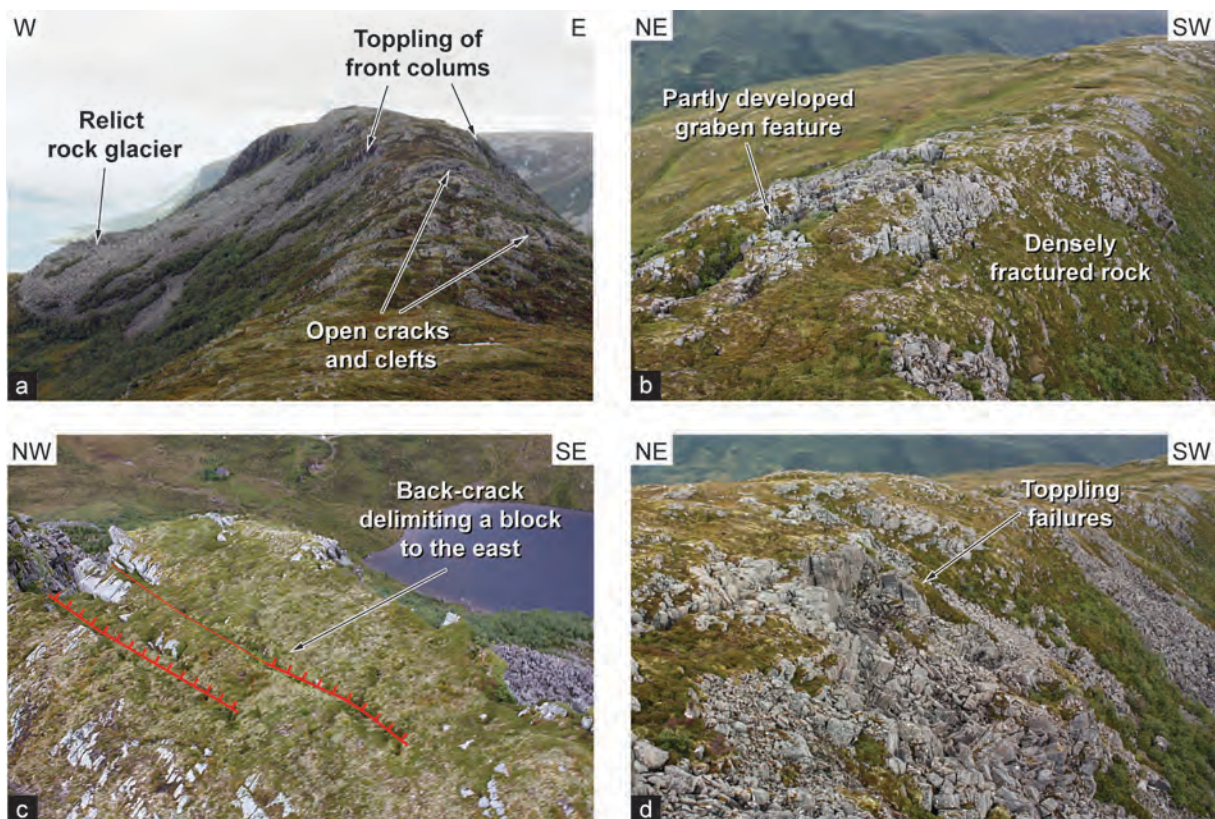 W
E
Toppling of
front colums
Relict
rock glacier
Open cracks
and clefts
a
NE
SW
Partly developed
graben feature
Densely
fractured rock
b
NW
SE
Back-crack
delimiting a block
to the east
c
NE
SW
Toppling
failures
d